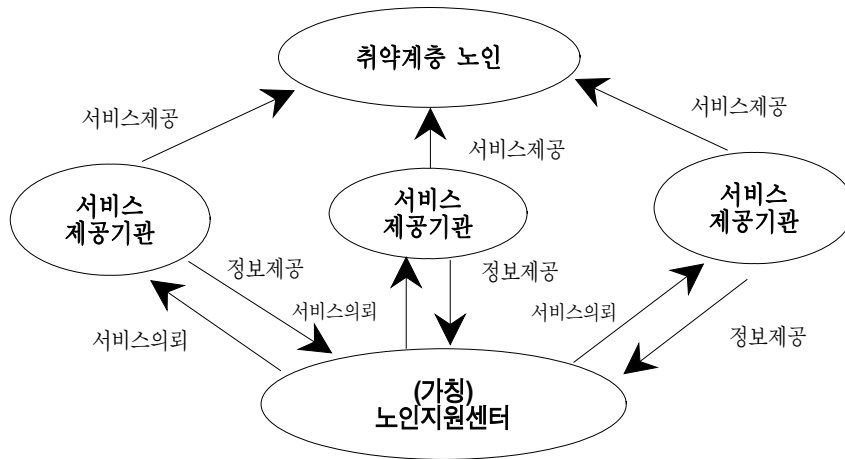 취약계층 노인
서비스제공
서비스제공
서비스제공
서비스
제공기관
서비스
제공기관
서비스
제공기관
정보제공
정보제공
서비스의뢰
서비스의뢰
서비스의뢰
정보제공
(가칭)
노인지원센터